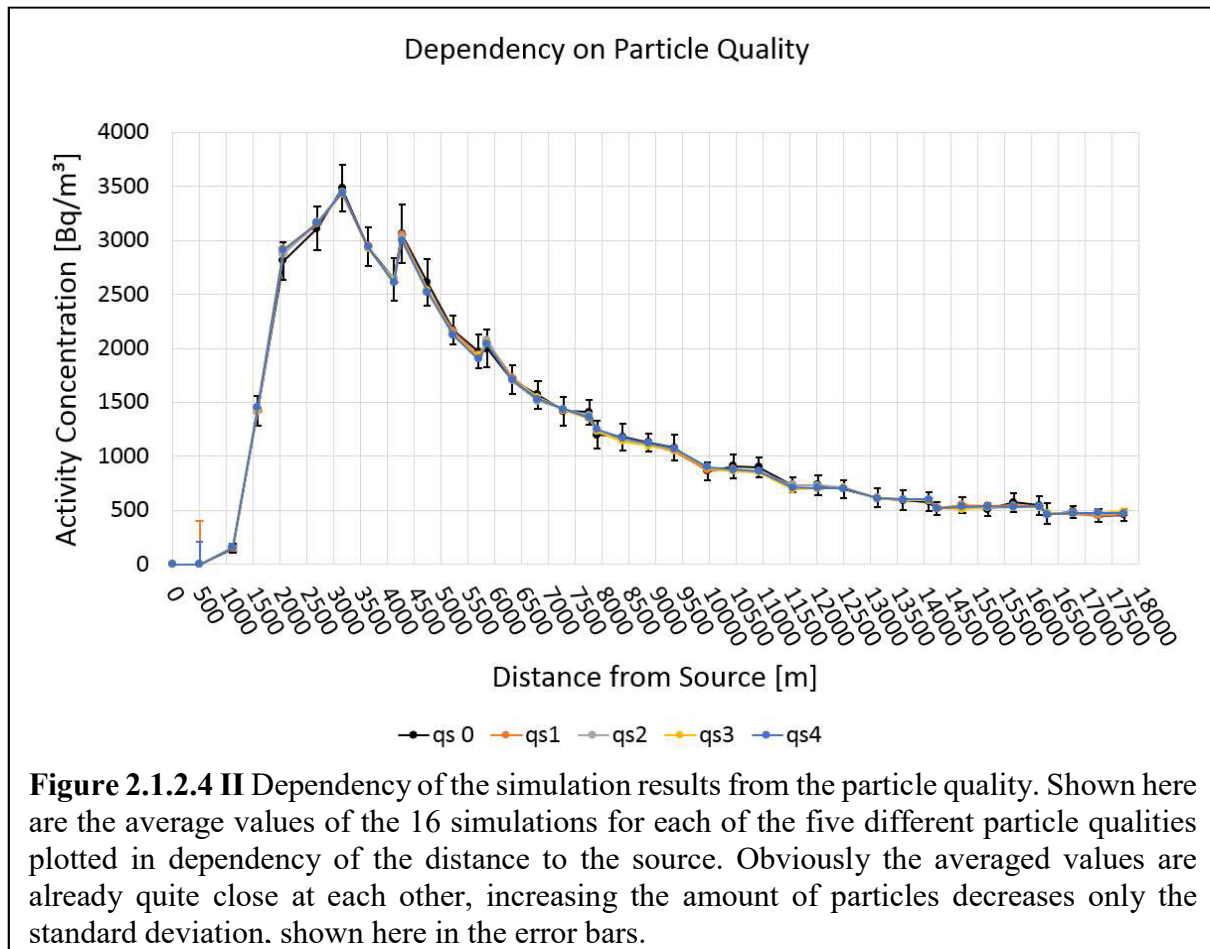 Dependency on Particle Quality
4000
3500
3000
2500
2000
1500
1000
500
0
Activity Concentration [Bq/m³]
0 500 1000 1500 2000 2500 3000 3500 4000 4500 5500 6000 6500 7000 7500 8000 8500 9000 9500 10000 10500 11000 11500 12000 12500 13000 13500 14000 14500 15000 15500 16000 16500 17000 17500 18000
Distance from Source [m]
qs 0 qs1 qs2 qs3 qs4
Figure 2.1.2.4 II Dependency of the simulation results from the particle quality. Shown here
are the average values of the 16 simulations for each of the five different particle qualities
plotted in dependency of the distance to the source. Obviously the averaged values are
already quite close at each other, increasing the amount of particles decreases only the
standard deviation, shown here in the error bars.